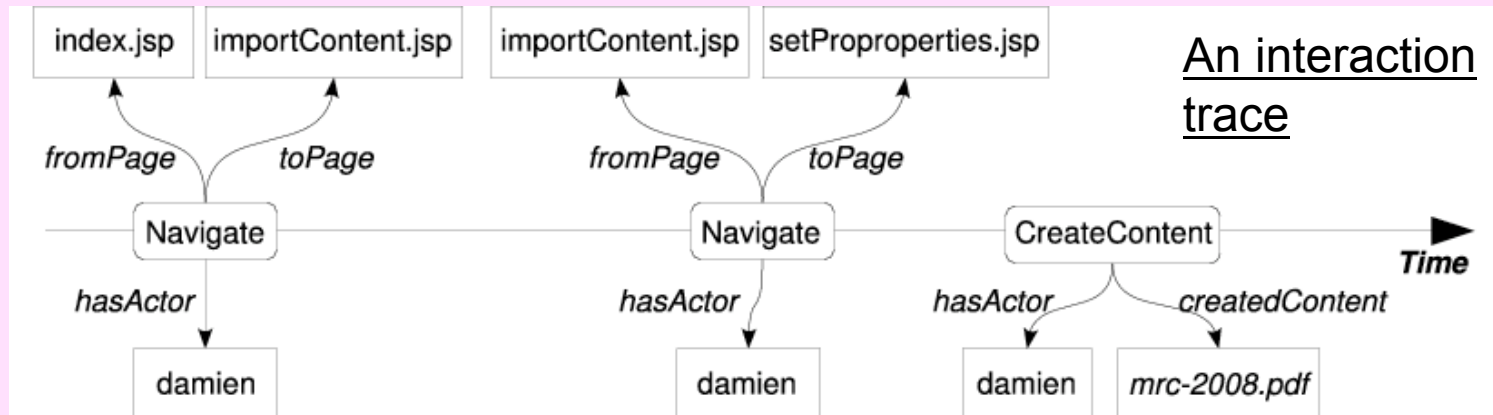 index.jsp importContent.jsp importContent.jsp setProproperties.jsp
An interaction
trace
fromPage toPage fromPage toPage
Navigate Navigate CreateContent
Time
hasActor hasActor hasActor createdContent
damien damien damien mrc-2008.pdf